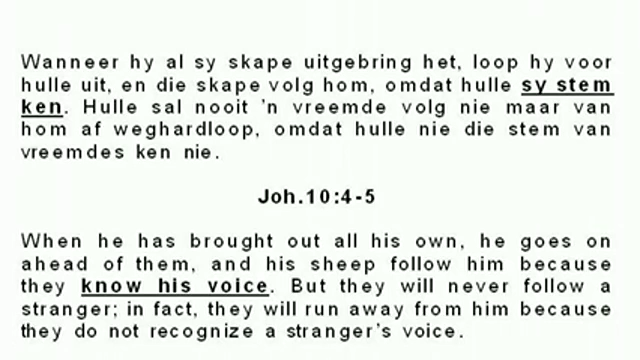 Wanneer hy al sy skape uitgebring het, loop hy voor
hulle uit, en die skape volg hom, omdat hulle sy stem
ken. Hulle sal nooit 'n vreemde volg nie maar van
hom af weghardloop, omdat hulle nie die stem van
vreemdes ken nie.
Joh.10:4-5
When he has brought out all his own, he goes on
ahead of them, and his sheep follow him because
they know his voice. But they will never follow a
stranger; in fact, they will run away from him because
they do not recognize a stranger's voice.